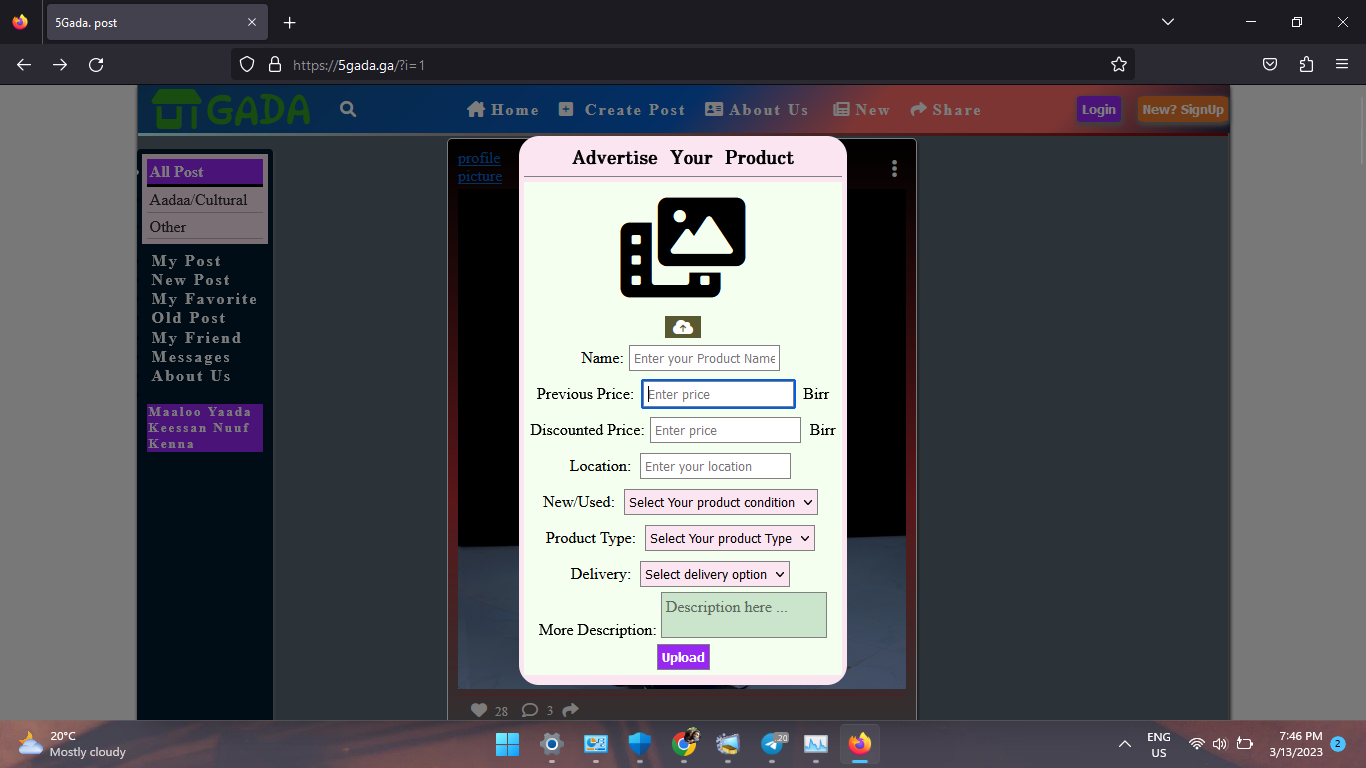 5Gada. post
https://5gada.ga/?i=1
GADA
Home
Create Post
About Us
New
Share
Login
New? SignUp
All Post
Aadaa/Cultural
Other
My Post
New Post
My Favorite
Old Post
My Friend
Messages
About Us
Maaloo Yaada
Keessan Nuuf
Kenna
profile
picture
Advertise Your Product
Name: Enter your Product Name
Previous Price: Enter price Birr
Discounted Price: Enter price Birr
Location: Enter your location
New/Used: Select Your product condition
Product Type: Select Your product Type
Delivery: Select delivery option
Description here ...
More Description:
Upload
28
3
20°C
Mostly cloudy
20
ENG
US
7:46 PM
3/13/2023
2